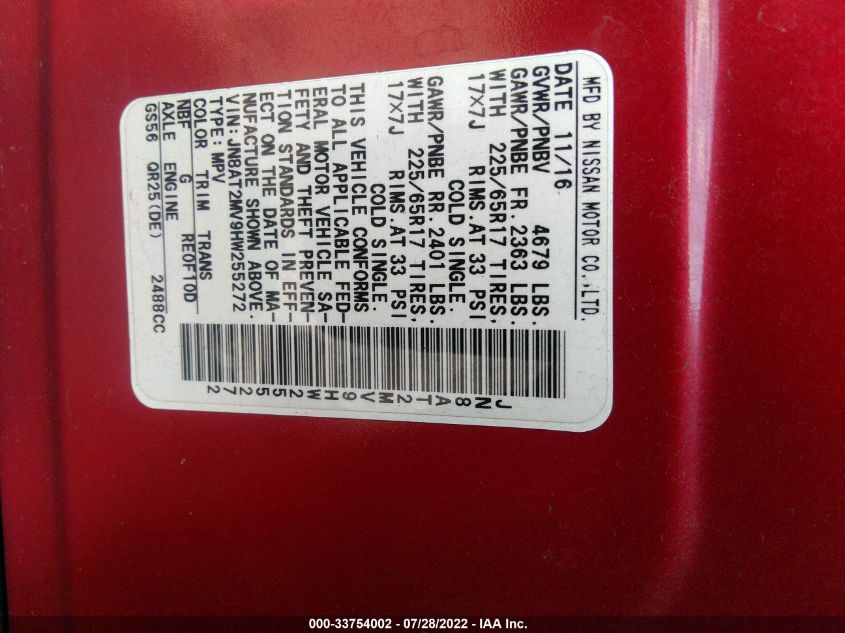 MFD BY NISSAN MOTOR CO.,LTD.
DATE 11/16
GVWR/PNBV 4679 LBS.
GAWR/PNBE FR. 2363 LBS.
WITH 225/65R17 TIRES,
17X7J RIMS.AT 33 PSI
COLD SINGLE.
GAWR/PNBE RR. 2401 LBS.
WITH 225/65R17 TIRES,
17X7J RIMS.AT 33 PSI
COLD SINGLE.
THIS VEHICLE CONFORMS
TO ALL APPLICABLE FED-
ERAL MOTOR VEHICLE SA-
FETY AND THEFT PREVEN-
TION STANDARDS IN EFF-
ECT ON THE DATE OF MA-
NUFACTURE SHOWN ABOVE.
VIN: JN8AT2MV9HW255272
TYPE: MPV
COLOR TRIM TRANS
NBF G RE0F10D
AXLE ENGINE
GS56 QR25(DE) 2488CC
JN8AT2MV9HW255272
000-33754002 - 07/28/2022 - IAA Inc.